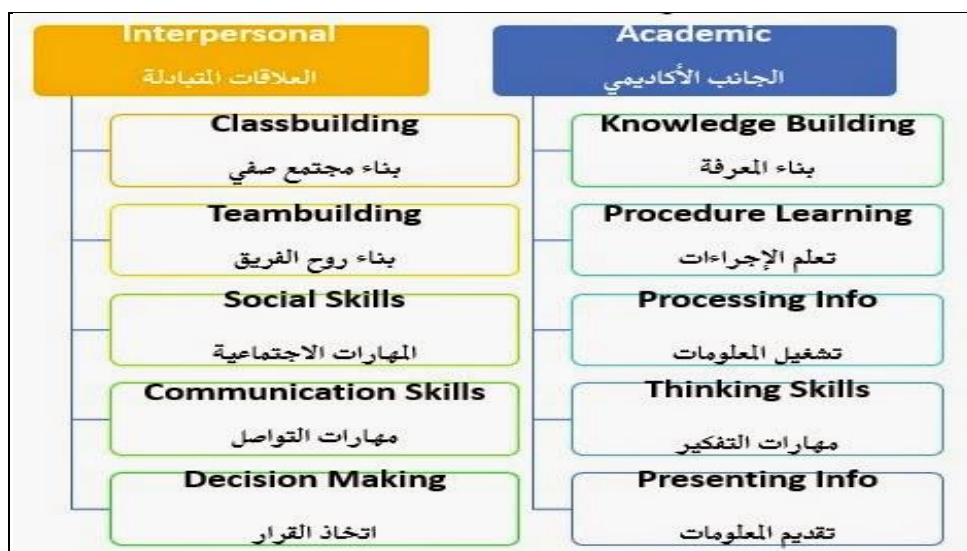 Interpersonal
العلاقات المتبادلة
Classbuilding
بناء مجتمع صفي
Teambuilding
بناء روح الفريق
Social Skills
المهارات الاجتماعية
Communication Skills
مهارات التواصل
Decision Making
اتخاذ القرار
Academic
الجانب الأكاديمي
Knowledge Building
بناء المعرفة
Procedure Learning
تعلم الإجراءات
Processing Info
تشغيل المعلومات
Thinking Skills
مهارات التفكير
Presenting Info
تقديم المعلومات